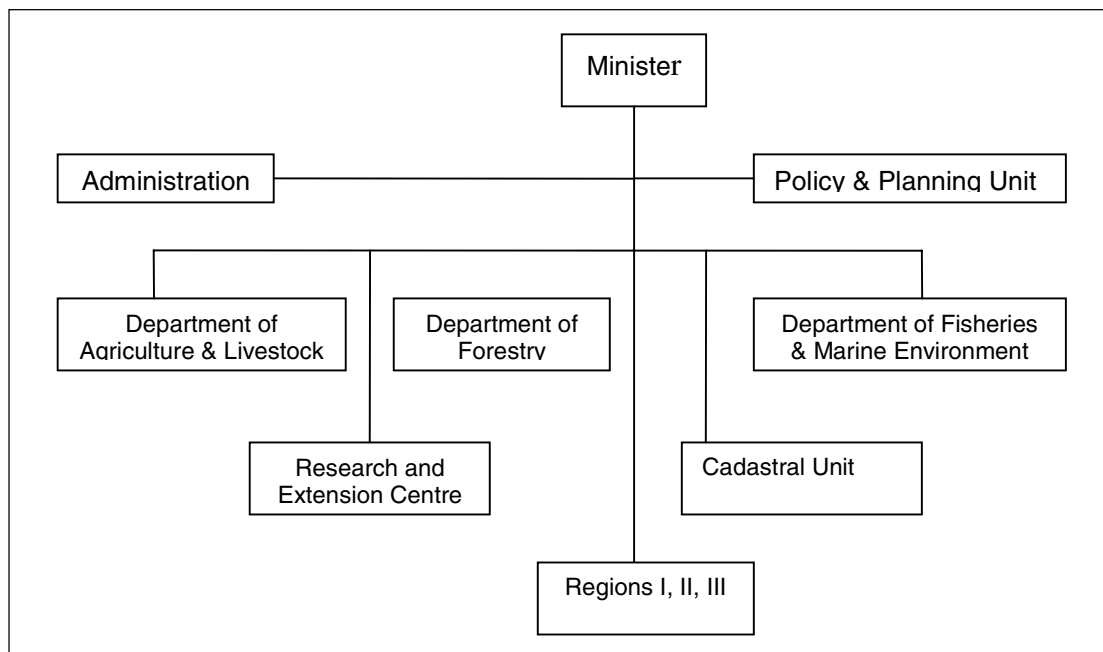 Minister
Administration
Policy & Planning Unit
Department of
Agriculture & Livestock
Department of
Forestry
Department of Fisheries
& Marine Environment
Research and
Extension Centre
Cadastral Unit
Regions I, II, III